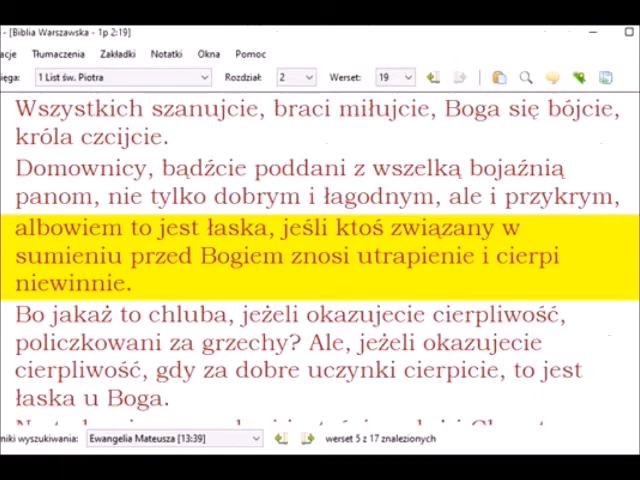 - [Biblia Warszawska - 1p 2:19]
acje Tłumaczenia Zakładki Notatki Okna Pomoc
ięga: 1 List św. Piotra Rozdział: 2 Werset: 19
Wszystkich szanujcie, braci miłujcie, Boga się bójcie,
króla czcijcie.
Domownicy, bądźcie poddani z wszelką bojaźnią
panom, nie tylko dobrym i łagodnym, ale i przykrym,
albowiem to jest łaska, jeśli ktoś związany w
sumieniu przed Bogiem znosi utrapienie i cierpi
niewinnie.
Bo jakaż to chluba, jeżeli okazujecie cierpliwość,
policzkowani za grzechy? Ale, jeżeli okazujecie
cierpliwość, gdy za dobre uczynki cierpicie, to jest
łaska u Boga.
niki wyszukiwania: Ewangelia Mateusza [13:39] werset 5 z 17 znalezionych